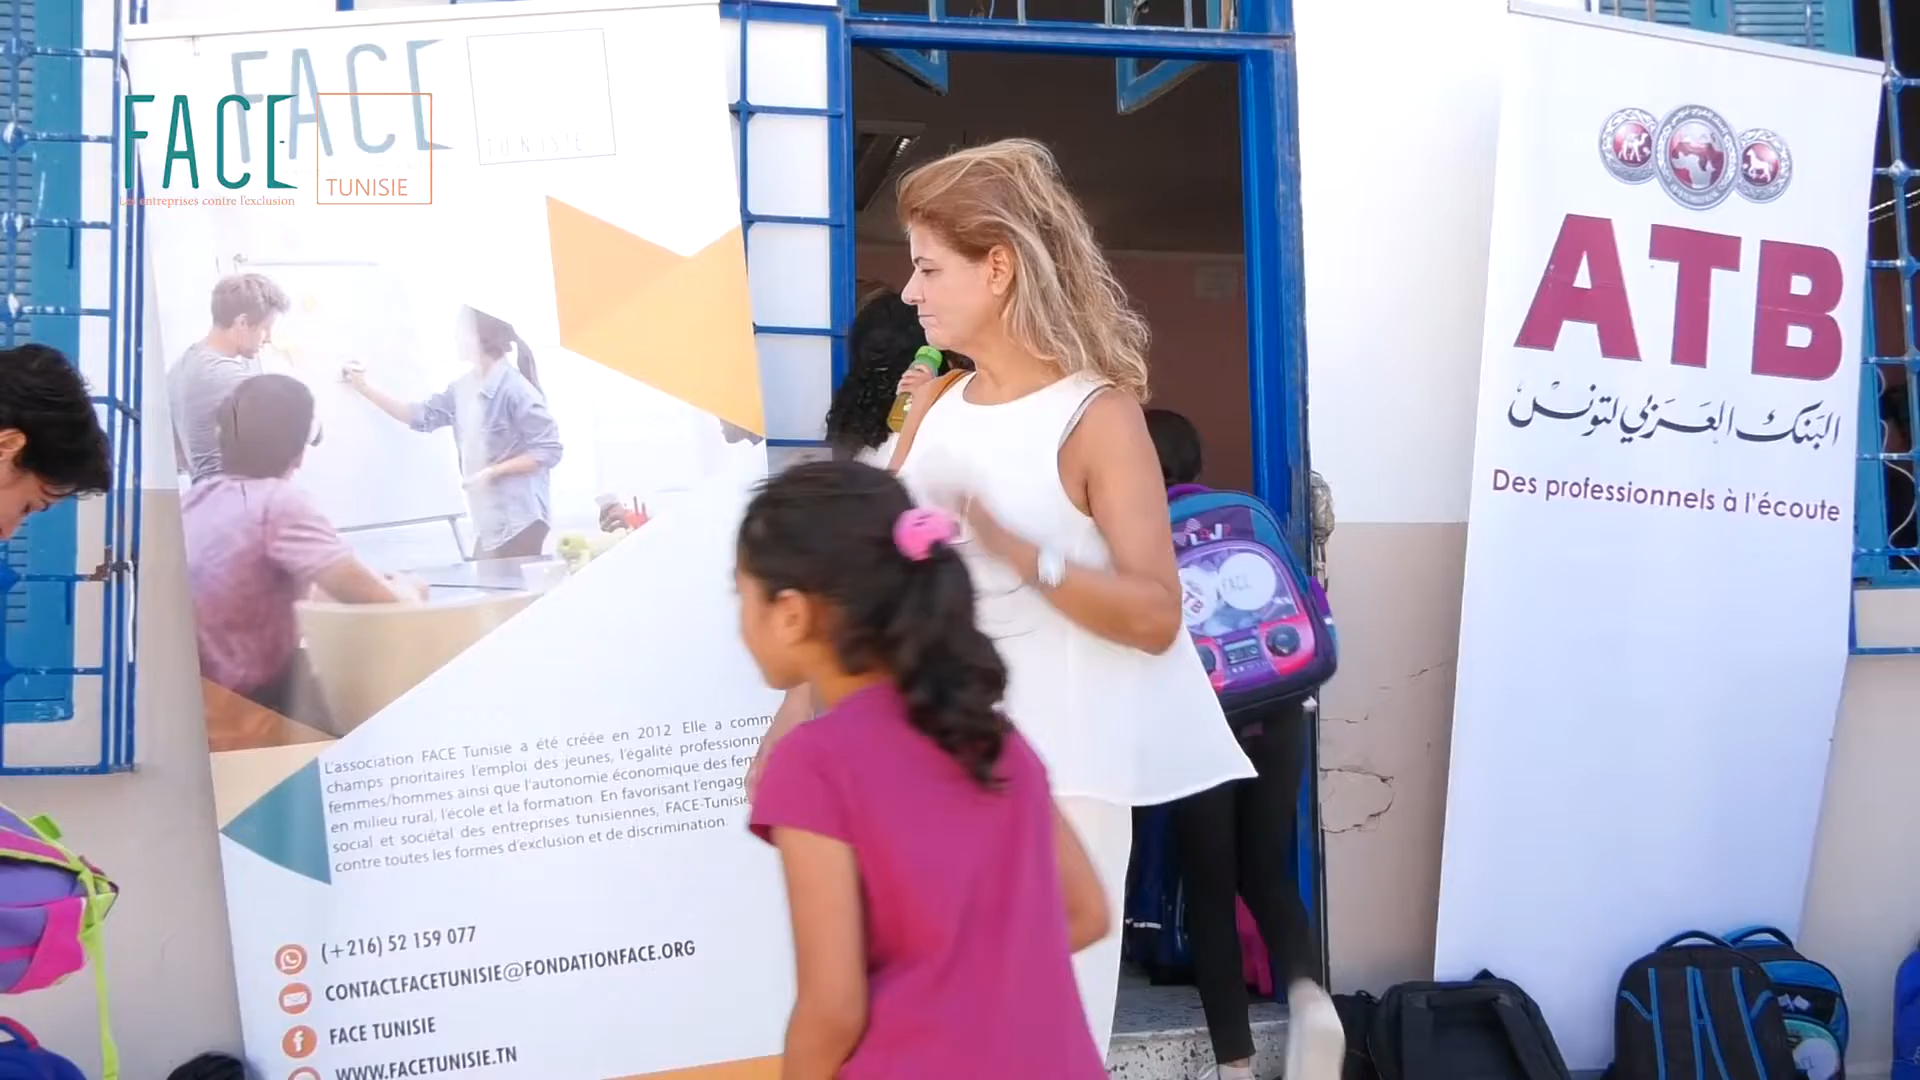 FACE
TUNISIE
FACE
TUNISIE
Les entreprises contre l'exclusion
L'association FACE Tunisie a été créée en 2012 Elle a comm
champs prioritaires l'emploi des jeunes, l'égalité professionn
femmes/hommes ainsi que l'autonomie économique des fem
en milieu rural, l'école et la formation. En favorisant l'engag
social et sociétal des entreprises tunisiennes, FACE-Tunisie
contre toutes les formes d'exclusion et de discrimination.
(+216) 52 159 077
CONTACT.FACETUNISIE@FONDATIONFACE.ORG
FACE TUNISIE
WWW.FACETUNISIE.TN
ATB
FACE
ATB
البنك العربي لتونس
Des professionnels à l'écoute